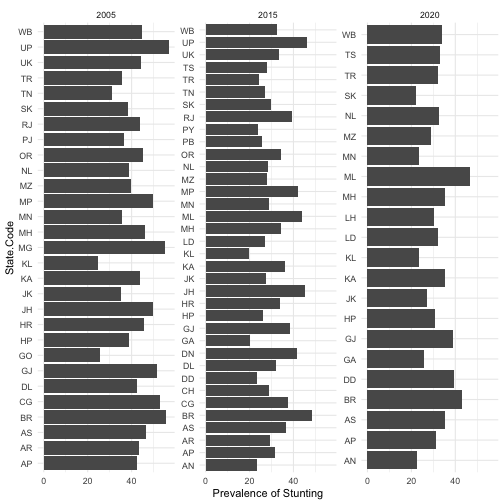 2005
2015
2020
State.Code
WB
UP
UK
TR
TN
SK
RJ
PJ
OR
NL
MZ
MP
MN
MH
MG
KL
KA
JK
JH
HR
HP
GO
GJ
DL
CG
BR
AS
AR
AP
0
20
40
WB
UP
UK
TS
TR
TN
SK
RJ
PY
PB
OR
NL
MZ
MP
MN
ML
MH
LD
KL
KA
JK
JH
HR
HP
GJ
GA
DN
DL
DD
CH
CG
BR
AS
AR
AP
AN
0
20
40
WB
TS
TR
SK
NL
MZ
MN
ML
MH
LH
LD
KL
KA
JK
HP
GJ
GA
DD
BR
AS
AP
AN
0
20
40
Prevalence of Stunting